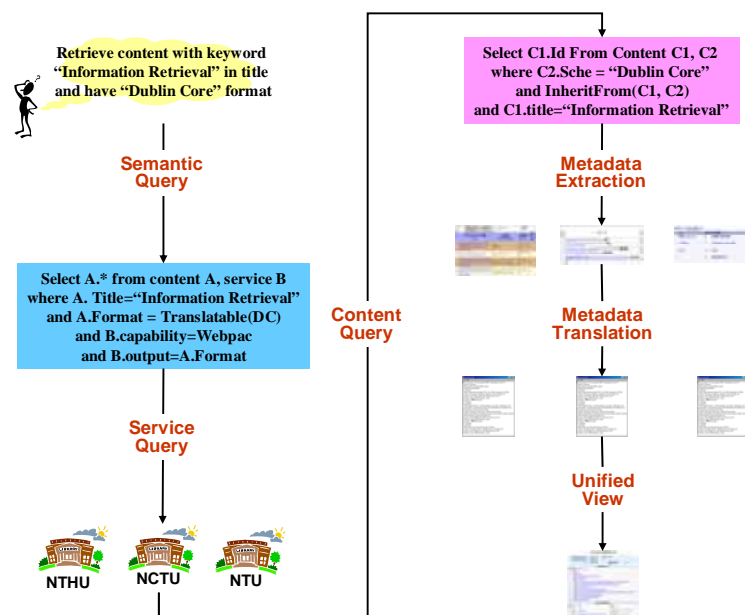 Retrieve content with keyword
“Information Retrieval” in title
and have “Dublin Core” format
Semantic
Query
Select A.* from content A, service B
where A. Title=“Information Retrieval”
and A.Format = Translatable(DC)
and B.capability=Webpac
and B.output=A.Format
Service
Query
NTHU
NCTU
NTU
Content
Query
Select C1.Id From Content C1, C2
where C2.Sche = “Dublin Core”
and InheritFrom(C1, C2)
and C1.title=“Information Retrieval”
Metadata
Extraction
Metadata
Translation
Unified
View